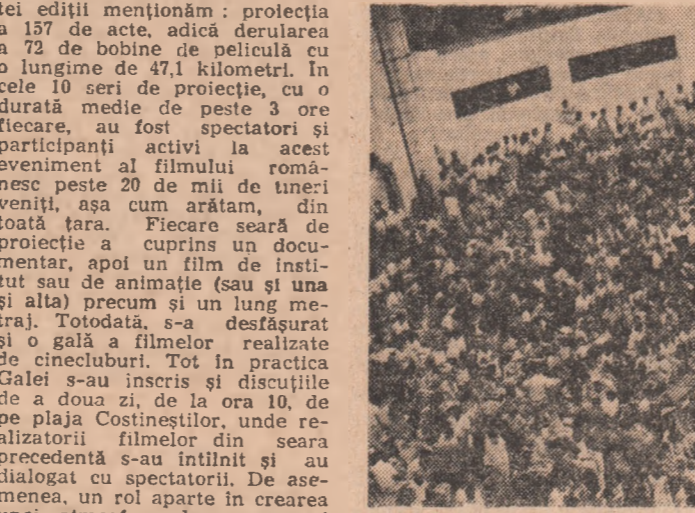 tei ediții menționăm : proiecția
a 157 de acte, adică derularea
a 72 de bobine de peliculă cu
o lungime de 47,1 kilometri. In
cele 10 seri de proiecție, cu o
durată medie de peste 3 ore
fiecare, au fost spectatori și
participanți activi la acest
eveniment al filmului româ-
nesc peste 20 de mii de tineri
veniți, așa cum arătam, din
toată țara. Fiecare seară de
proiecție a cuprins un docu-
mentar, apoi un film de insti-
tut sau de animație (sau și una
și alta) precum și un lung me-
traj. Totodată, s-a desfășurat
și o gală a filmelor realizate
de cinecluburi. Tot în practica
Galei s-au înscris și discuțiile
de a doua zi, de la ora 10, de
pe plaja Costineștilor, unde re-
alizatorii filmelor din seara
precedentă s-au întîlnit și au
dialogat cu spectatorii. De ase-
menea, un rol aparte în crearea